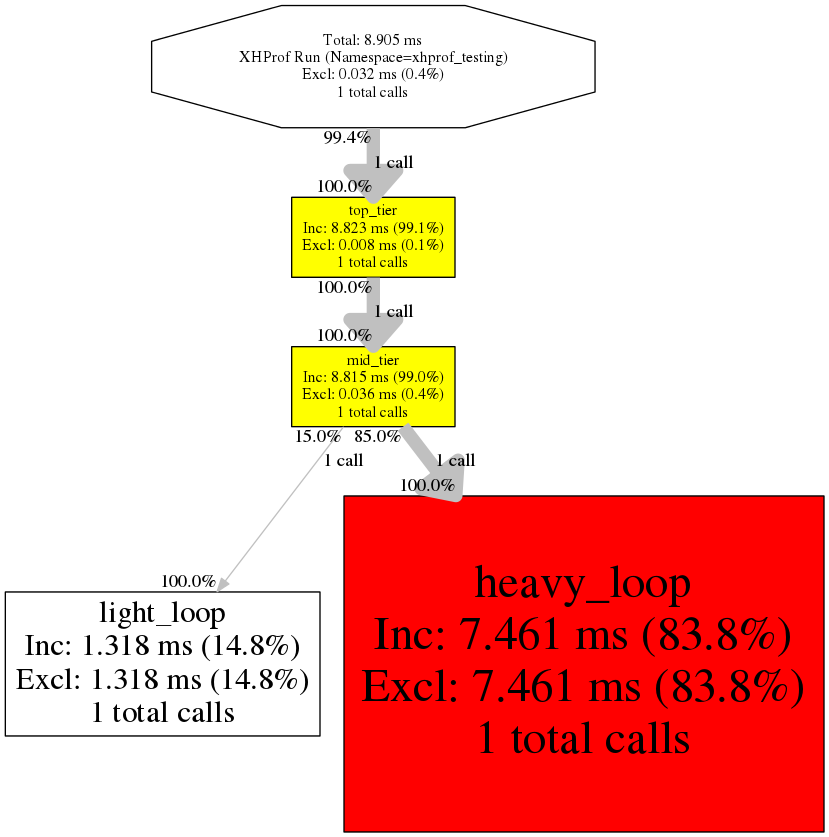 Total: 8.905 ms
XHProf Run (Namespace=xhprof_testing)
Excl: 0.032 ms (0.4%)
1 total calls
99.4%
1 call
100.0%
top_tier
Inc: 8.823 ms (99.1%)
Excl: 0.008 ms (0.1%)
1 total calls
100.0%
1 call
100.0%
mid_tier
Inc: 8.815 ms (99.0%)
Excl: 0.036 ms (0.4%)
1 total calls
15.0% 85.0%
1 call 1 call
100.0%
heavy_loop
Inc: 7.461 ms (83.8%)
Excl: 7.461 ms (83.8%)
1 total calls
100.0%
light_loop
Inc: 1.318 ms (14.8%)
Excl: 1.318 ms (14.8%)
1 total calls